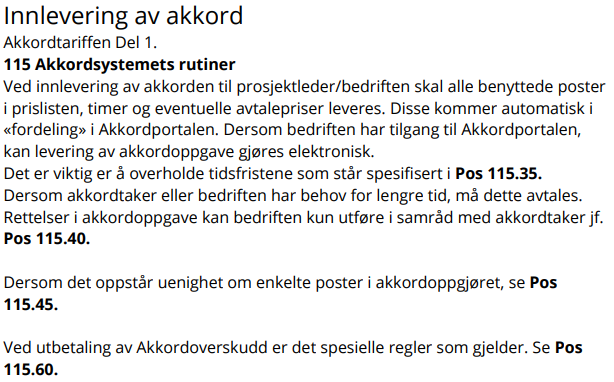 Innlevering av akkord
Akkordtariffen Del 1.
115 Akkordsystemets rutiner
Ved innlevering av akkorden til prosjektleder/bedriften skal alle benyttede poster
i prislisten, timer og eventuelle avtalepriser leveres. Disse kommer automatisk i
«fordeling» i Akkordportalen. Dersom bedriften har tilgang til Akkordportalen,
kan levering av akkordoppgave gjøres elektronisk.
Det er viktig er å overholde tidsfristene som står spesifisert i Pos 115.35.
Dersom akkordtaker eller bedriften har behov for lengre tid, må dette avtales.
Rettelser i akkordoppgave kan bedriften kun utføre i samråd med akkordtaker jf.
Pos 115.40.
Dersom det oppstår uenighet om enkelte poster i akkordoppgjøret, se Pos
115.45.
Ved utbetaling av Akkordoverskudd er det spesielle regler som gjelder. Se Pos
115.60.